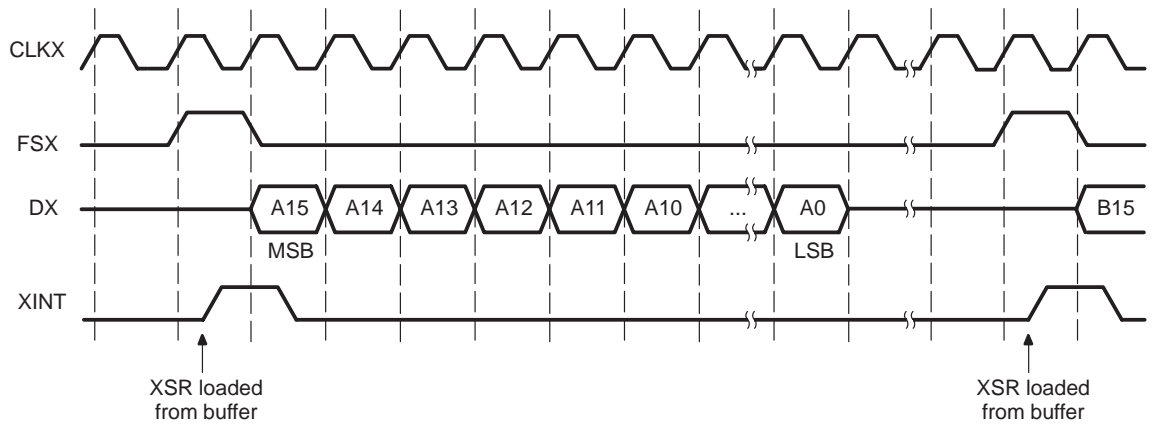 CLKX
FSX
DX
A15
A14
A13
A12
A11
A10
...
A0
B15
MSB
LSB
XINT
XSR loaded
from buffer
XSR loaded
from buffer